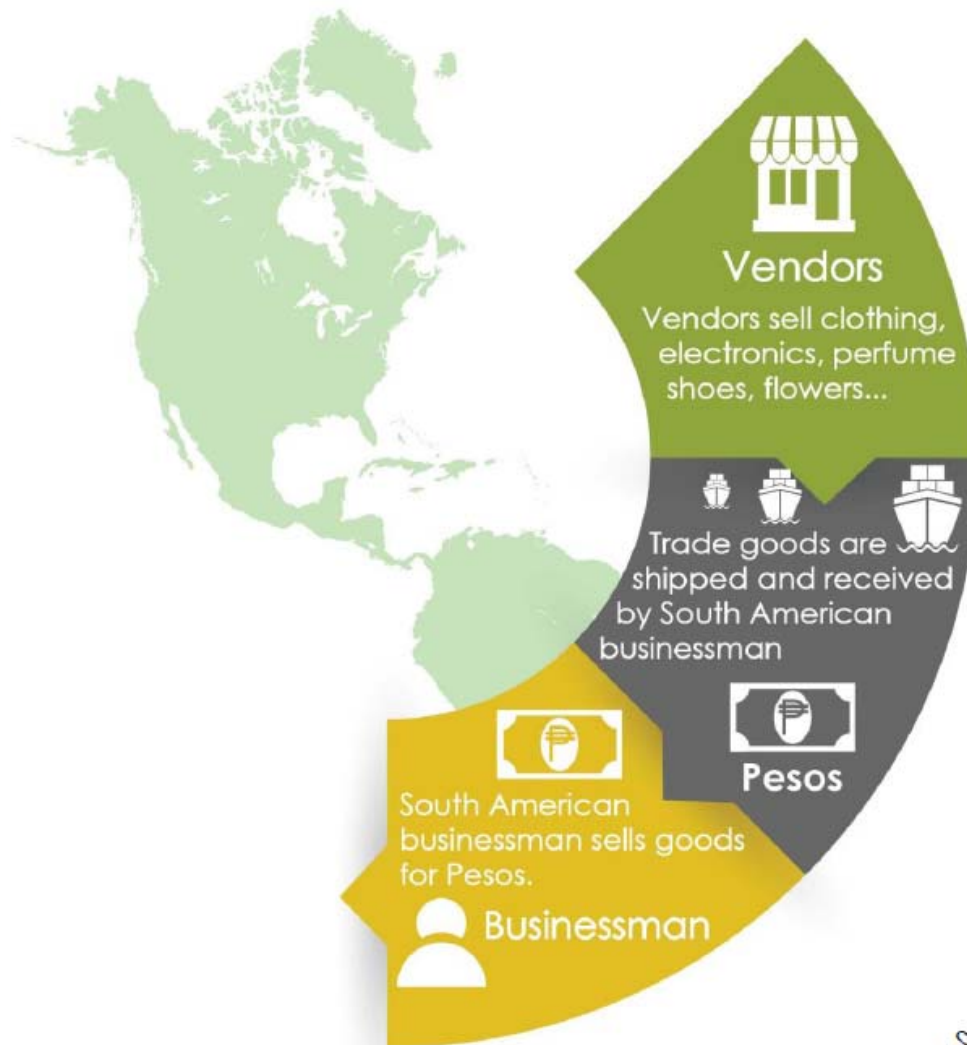 Vendors
Vendors sell clothing,
electronics, perfume
shoes, flowers...
Trade goods are
shipped and received
by South American
businessman
Pesos
South American
businessman sells goods
for Pesos.
Businessman